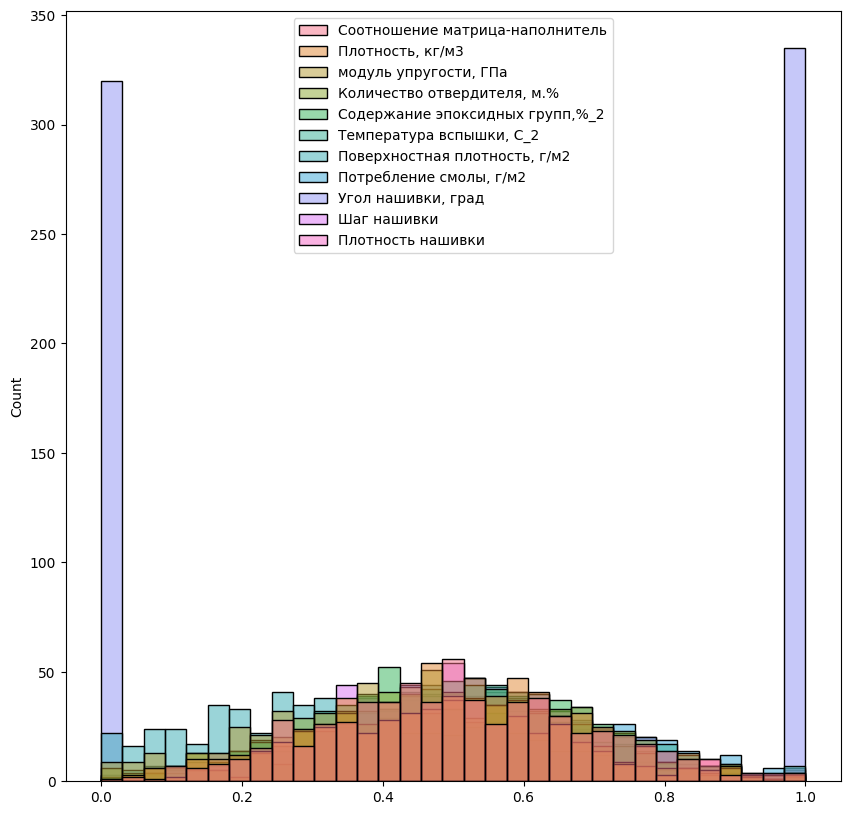 Соотношение матрица-наполнитель
Плотность, кг/м3
модуль упругости, ГПа
Количество отвердителя, м.%
Содержание эпоксидных групп,%_2
Температура вспышки, С_2
Поверхностная плотность, г/м2
Потребление смолы, г/м2
Угол нашивки, град
Шаг нашивки
Плотность нашивки
Count
350
300
250
200
150
100
50
0
0.0 0.2 0.4 0.6 0.8 1.0